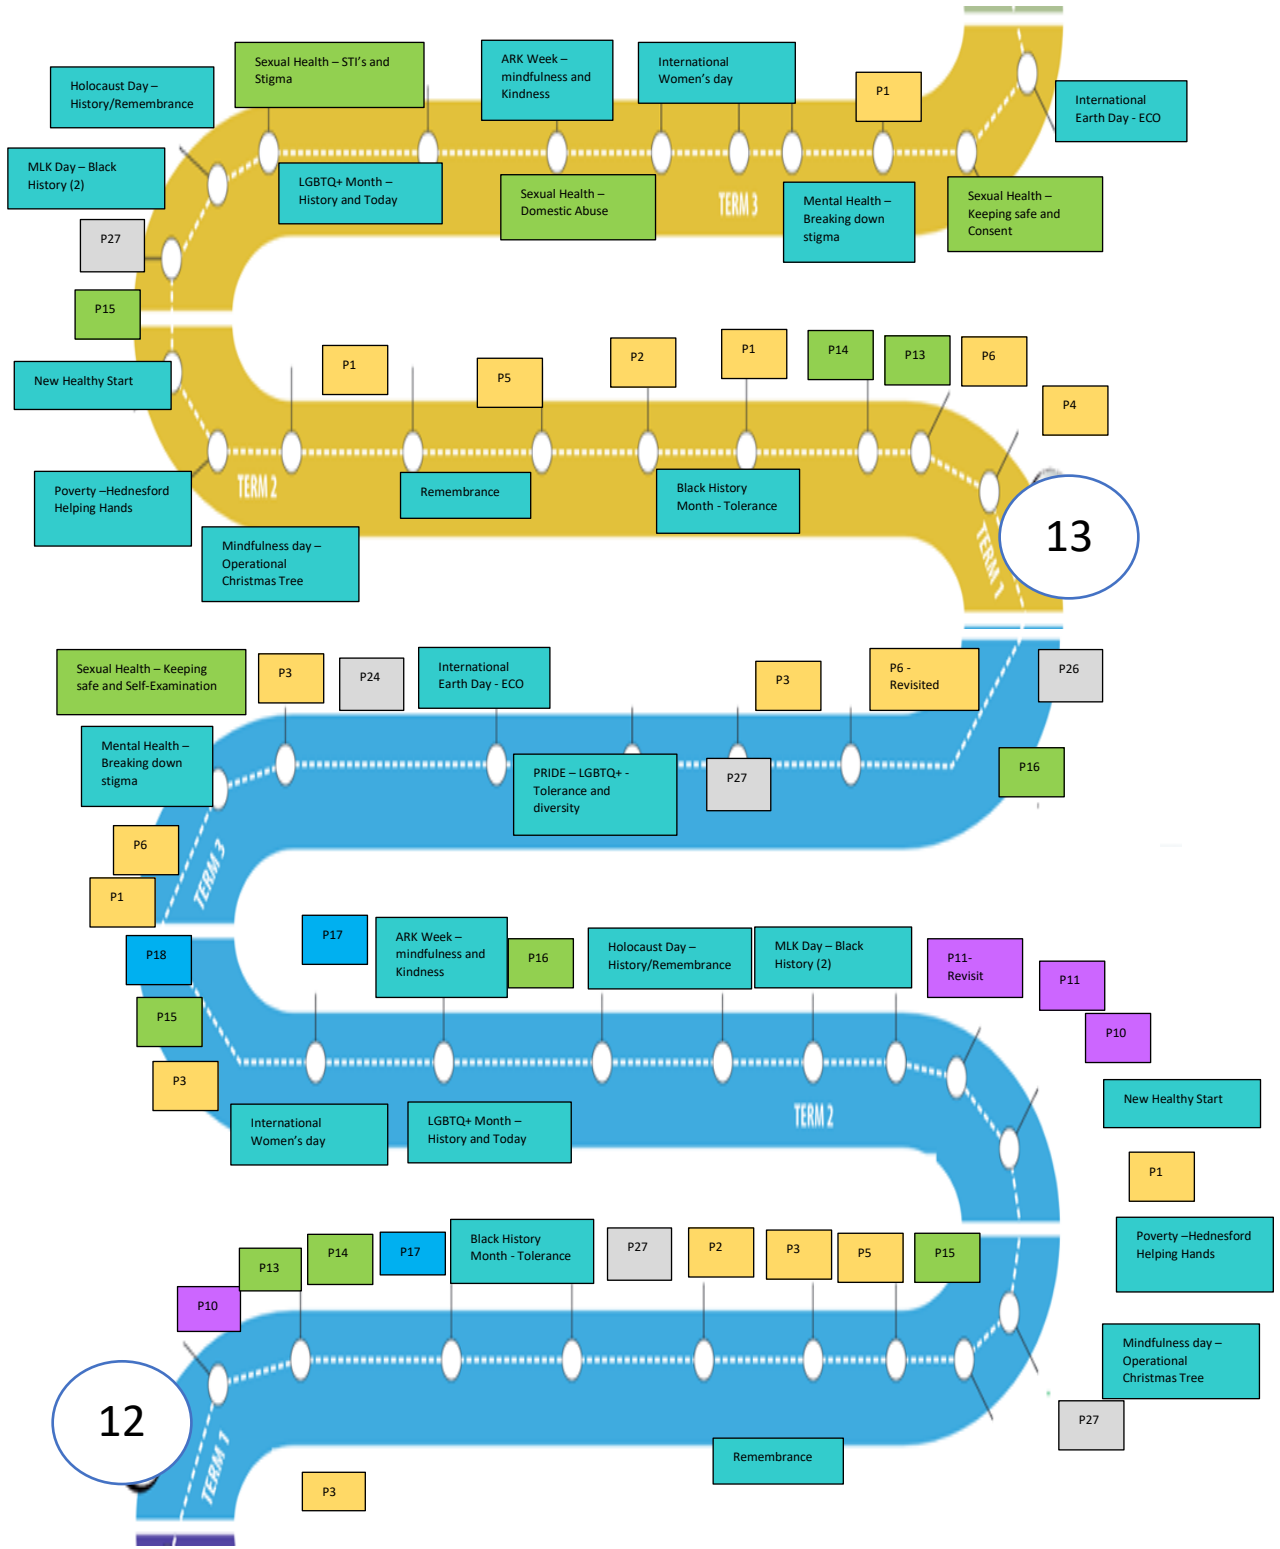 Sexual Health – STI's and
Stigma
ARK Week –
mindfulness and
Kindness
International
Women's day
Holocaust Day –
History/Remembrance
P1
International
Earth Day - ECO
MLK Day – Black
History (2)
LGBTQ+ Month –
History and Today
Sexual Health –
Domestic Abuse
TERM 3
Mental Health –
Breaking down
stigma
Sexual Health –
Keeping safe and
Consent
P27
P15
New Healthy Start
P1
P5
P2
P1
P14
P13
P6
P4
Poverty –Hednesford
Helping Hands
TERM 2
Remembrance
Black History
Month - Tolerance
Mindfulness day –
Operational
Christmas Tree
TERM 1
13
Sexual Health – Keeping
safe and Self-Examination
P3
P24
International
Earth Day - ECO
P3
P6 -
Revisited
P26
Mental Health –
Breaking down
stigma
PRIDE – LGBTQ+ -
Tolerance and
diversity
P27
P16
P6
TERM 3
P1
P18
P17
ARK Week –
mindfulness and
Kindness
P16
Holocaust Day –
History/Remembrance
MLK Day – Black
History (2)
P11-
Revisit
P11
P10
P15
P3
International
Women's day
LGBTQ+ Month –
History and Today
TERM 2
New Healthy Start
P1
Poverty –Hednesford
Helping Hands
P10
P13
P14
P17
Black History
Month - Tolerance
P27
P2
P3
P5
P15
Mindfulness day –
Operational
Christmas Tree
P27
12
TERM 1
Remembrance
P3